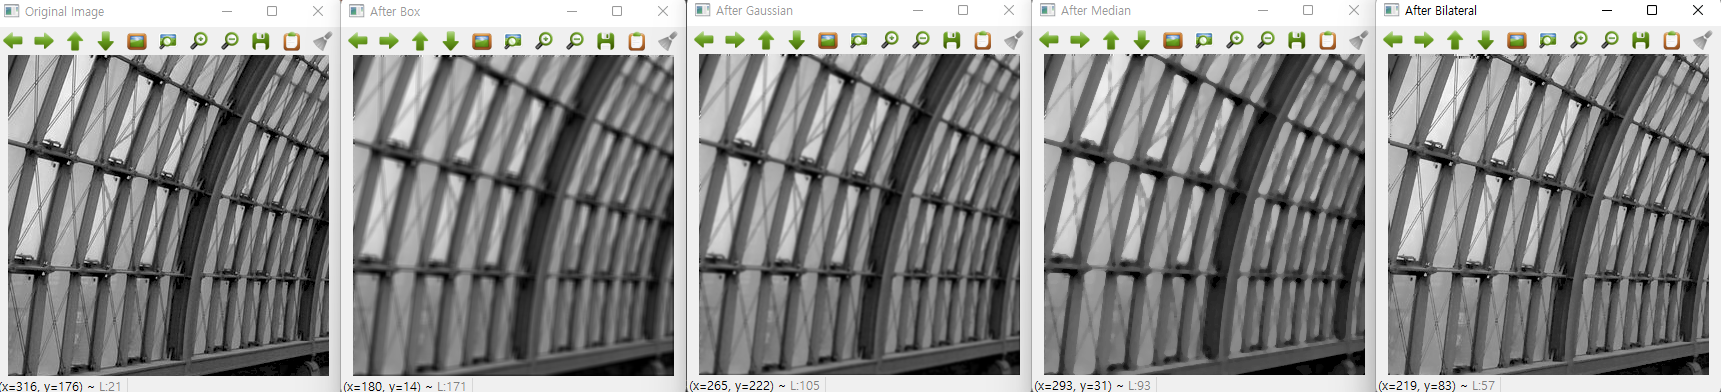 Original Image
After Box
After Gaussian
After Median
After Bilateral
(x=316, y=176) ~ L:21
(x=180, y=14) ~ L:171
(x=265, y=222) ~ L:105
(x=293, y=31) ~ L:93
(x=219, y=83) ~ L:57